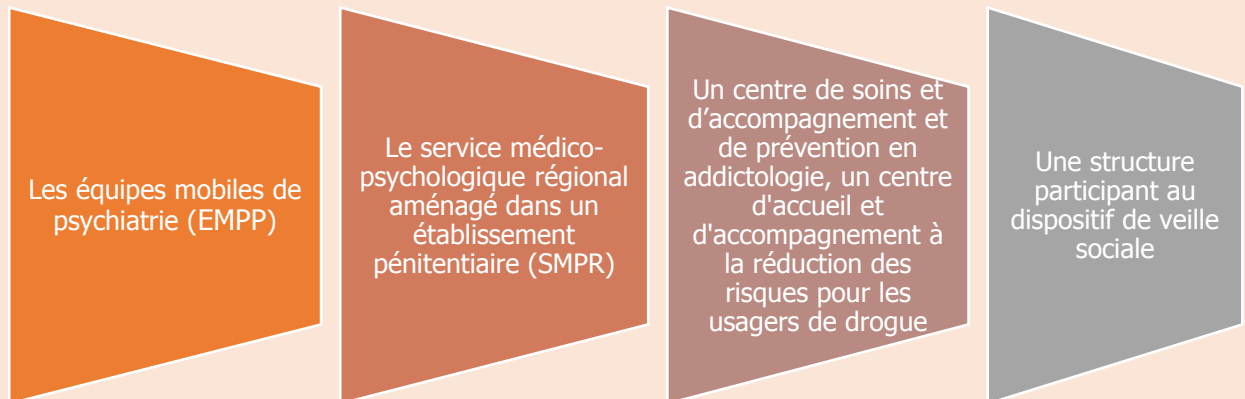 Les équipes mobiles de
psychiatrie (EMPP)
Le service médico-
psychologique régional
aménagé dans un
établissement
pénitentiaire (SMPR)
Un centre de soins et
d’accompagnement et
de prévention en
addictologie, un centre
d'accueil et
d'accompagnement à
la réduction des
risques pour les
usagers de drogue
Une structure
participant au
dispositif de veille
sociale